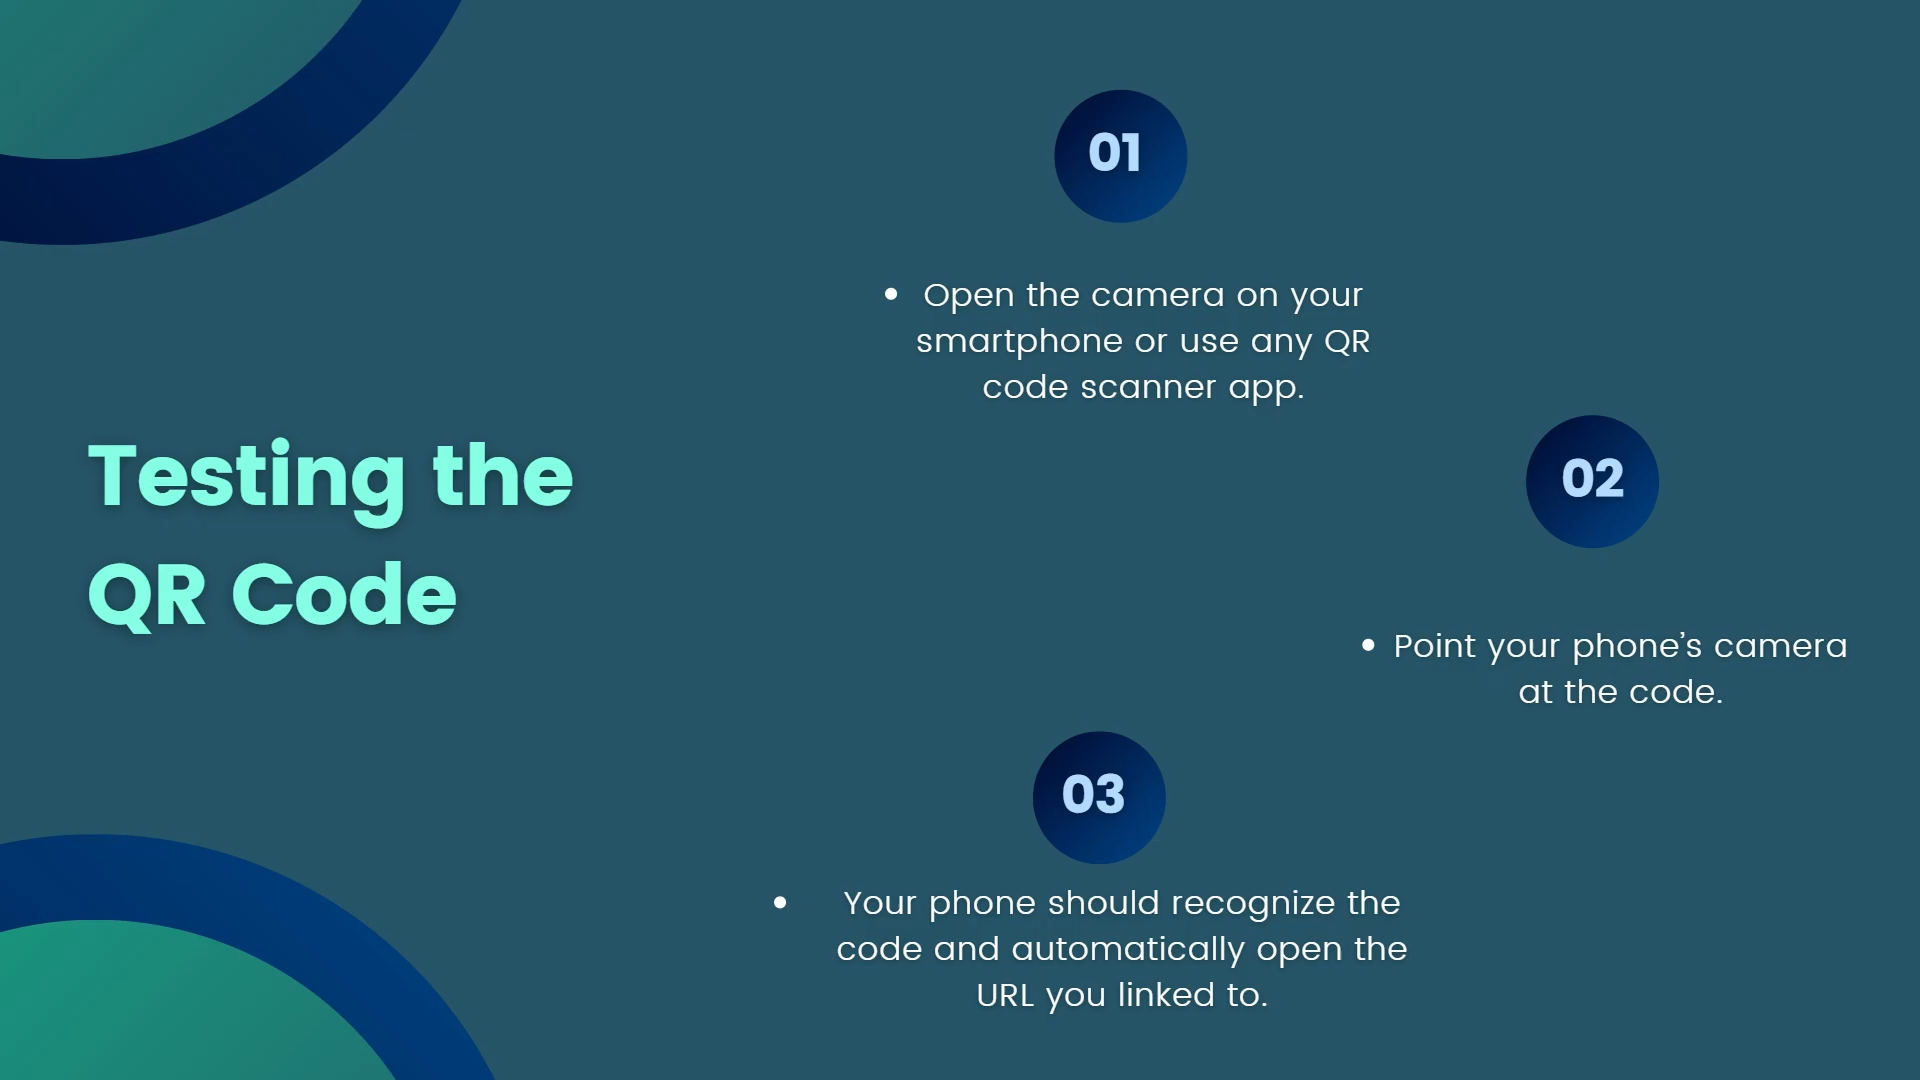 Testing the
QR Code
01
• Open the camera on your
smartphone or use any QR
code scanner app.
02
• Point your phone’s camera
at the code.
03
• Your phone should recognize the
code and automatically open the
URL you linked to.